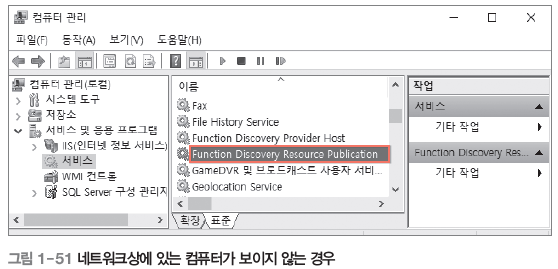 컴퓨터 관리
파일(F) 동작(A) 보기(V) 도움말(H)
컴퓨터 관리(로컬)
시스템 도구
저장소
서비스 및 응용 프로그램
IIS(인터넷 정보 서비스)
서비스
WMI 컨트롤
SQL Server 구성 관리자
이름
Fax
File History Service
Function Discovery Provider Host
Function Discovery Resource Publication
GameDVR 및 브로드캐스트 사용자 서비...
Geolocation Service
확장 표준
작업
서비스
기타 작업
Function Discovery Res...
기타 작업
그림 1-51 네트워크상에 있는 컴퓨터가 보이지 않는 경우